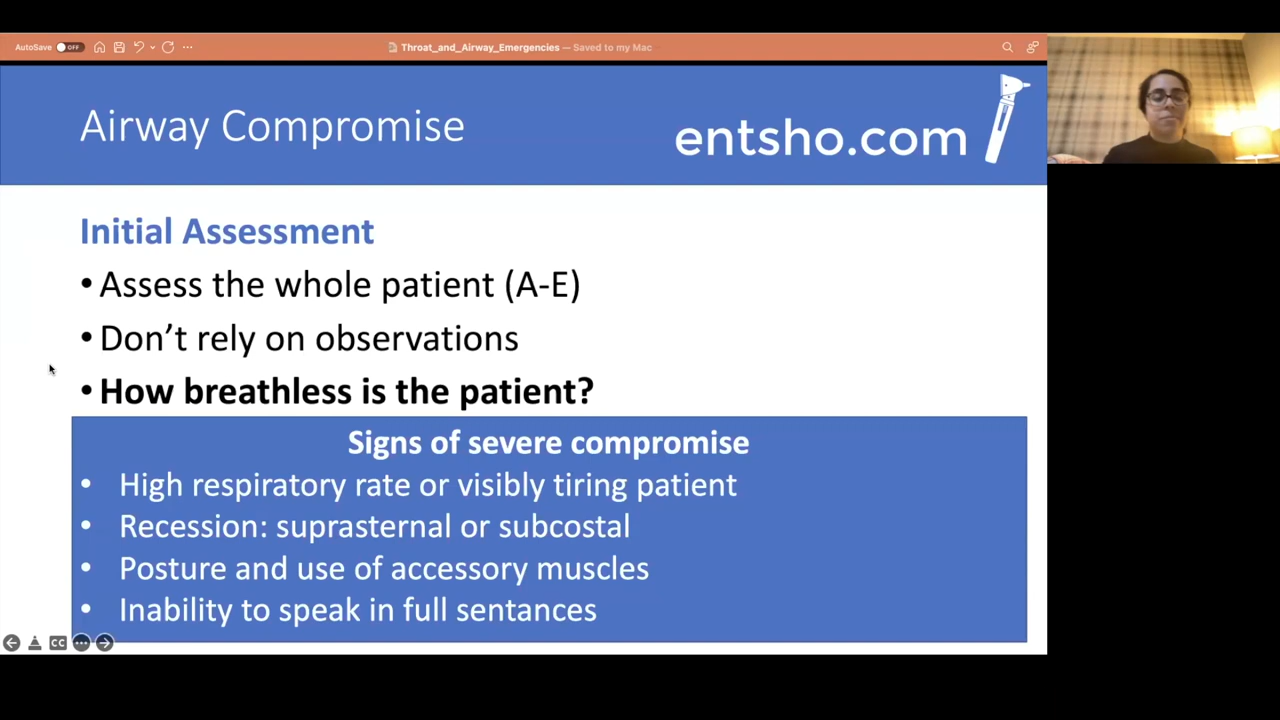 AutoSave OFF Throat_and_Airway_Emergencies — Saved to my Mac
Airway Compromise
entsho.com
Initial Assessment
• Assess the whole patient (A-E)
• Don’t rely on observations
• How breathless is the patient?
Signs of severe compromise
• High respiratory rate or visibly tiring patient
• Recession: suprasternal or subcostal
• Posture and use of accessory muscles
• Inability to speak in full sentances
CC